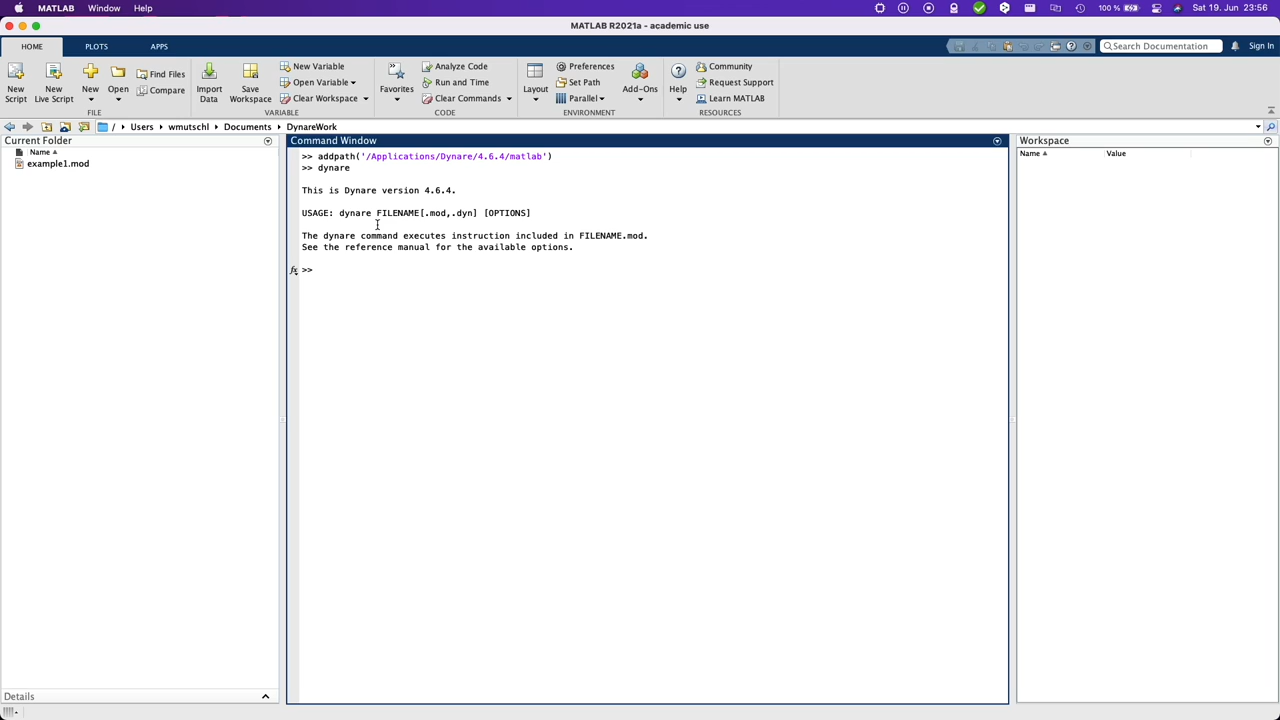 MATLAB Window Help 100 % Sat 19. Jun 23:56
MATLAB R2021a - academic use
HOME PLOTS APPS
Search Documentation Sign In
New Script
New Live Script
New
Open
Find Files
Compare
Import Data
Save Workspace
New Variable
Open Variable
Clear Workspace
Favorites
Analyze Code
Run and Time
Clear Commands
Layout
Preferences
Set Path
Parallel
Add-Ons
Help
Community
Request Support
Learn MATLAB
FILE VARIABLE CODE ENVIRONMENT RESOURCES
/ Users wmutschl Documents DynareWork
Current Folder
Name
example1.mod
Details
Command Window
>> addpath('/Applications/Dynare/4.6.4/matlab')
>> dynare
This is Dynare version 4.6.4.
USAGE: dynare FILENAME[.mod,.dyn] [OPTIONS]
The dynare command executes instruction included in FILENAME.mod.
See the reference manual for the available options.
fx >>
Workspace
Name Value